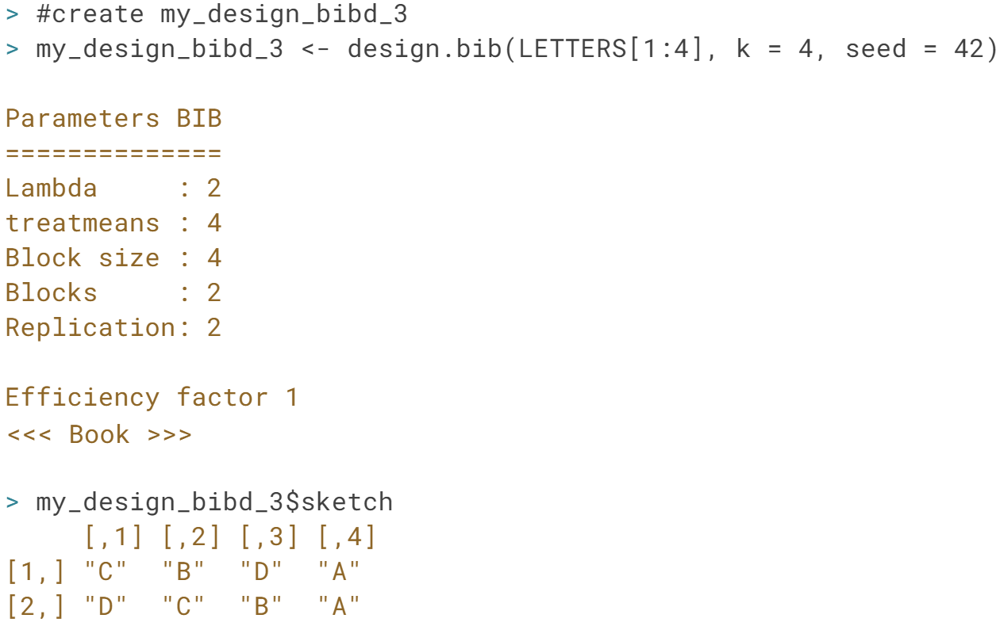 > #create my_design_bibd_3
> my_design_bibd_3 <- design.bib(LETTERS[1:4], k = 4, seed = 42)
Parameters BIB
==============
Lambda     : 2
treatmeans : 4
Block size : 4
Blocks     : 2
Replication: 2
Efficiency factor 1
<<< Book >>>
> my_design_bibd_3$sketch
     [,1] [,2] [,3] [,4]
[1,] "C"  "B"  "D"  "A"
[2,] "D"  "C"  "B"  "A"